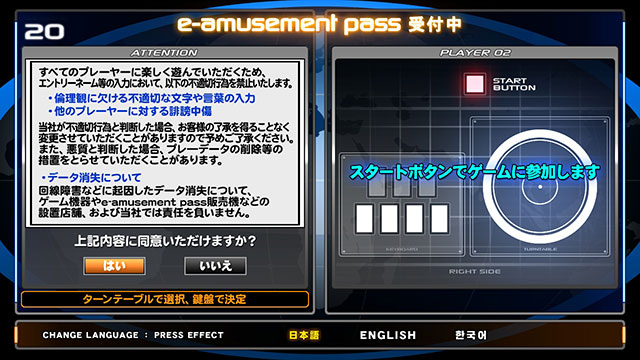 20
e-amusement pass 受付中
ATTENTION
すべてのプレーヤーに楽しく遊んでいただくため、
エントリーネーム等の入力において、以下の不適切行為を禁止いたします。
・倫理観に欠ける不適切な文字や言葉の入力
・他のプレーヤーに対する誹謗中傷
当社が不適切行為と判断した場合、お客様の了承を得ることなく
変更させていただくことがありますので予めご了承ください。
また、悪質と判断した場合、プレーデータの削除等の
措置をとらせていただくことがあります。
・データ消失について
回線障害などに起因したデータ消失について、
ゲーム機器やe-amusement pass販売機などの
設置店舗、および当社では責任を負いません。
上記内容に同意いただけますか？
はい
いいえ
ターンテーブルで選択、鍵盤で決定
PLAYER 02
START
BUTTON
スタートボタンでゲームに参加します
KEYBOARD
TURNTABLE
RIGHT SIDE
CHANGE LANGUAGE : PRESS EFFECT
日本語
ENGLISH
한국어